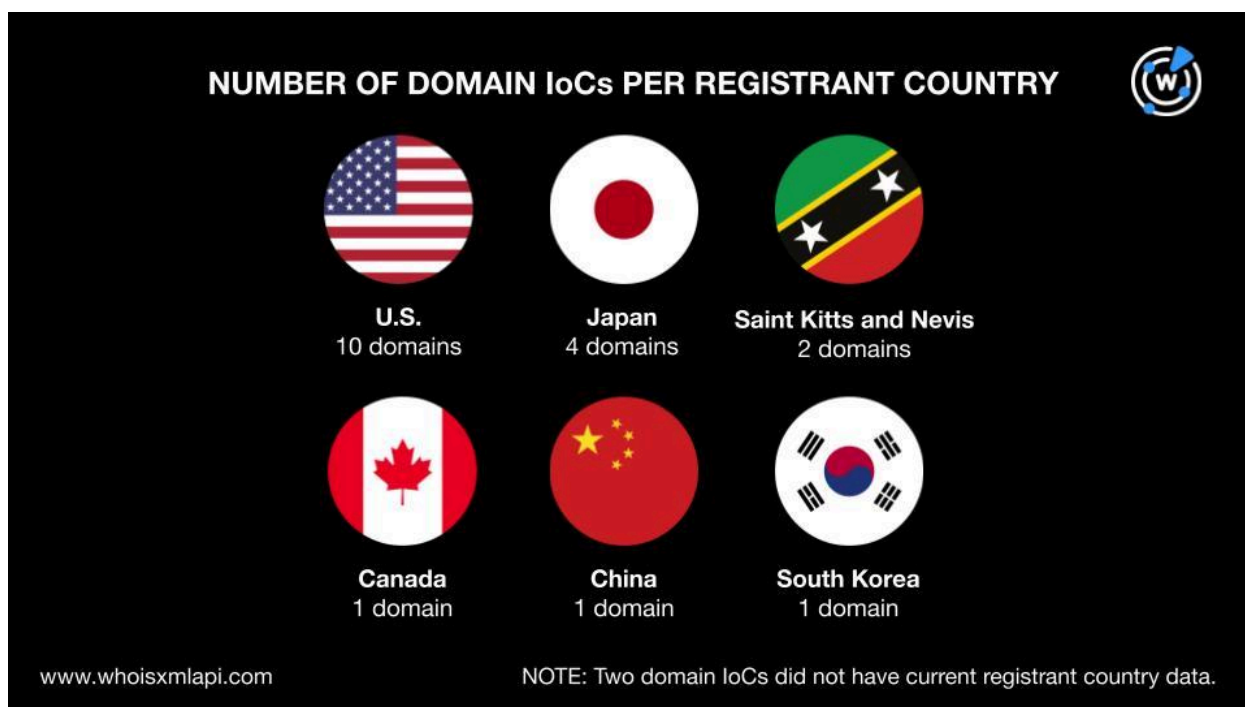 NUMBER OF DOMAIN IoCs PER REGISTRANT COUNTRY
W
U.S.
10 domains
Japan
4 domains
Saint Kitts and Nevis
2 domains
Canada
1 domain
China
1 domain
South Korea
1 domain
www.whoisxmlapi.com
NOTE: Two domain IoCs did not have current registrant country data.